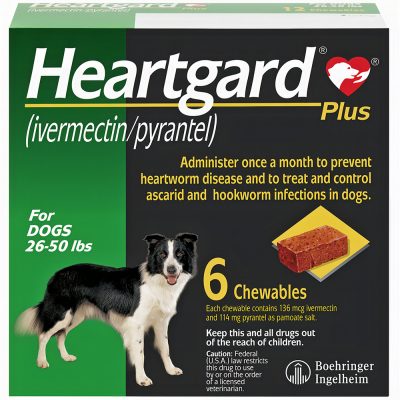 12 Chewables
Heartgard®
®
Plus
(ivermectin/pyrantel)
Administer once a month to prevent
heartworm disease and to treat and control
ascarid and hookworm infections in dogs.
For
DOGS
26-50 lbs
6 Chewables
Each chewable contains 136 mcg ivermectin
and 114 mg pyrantel as pamoate salt.
Keep this and all drugs out
of the reach of children.
Caution: Federal
(U.S.A.) law restricts
this drug to use
by or on the order
of a licensed
veterinarian.
Boehringer
Ingelheim